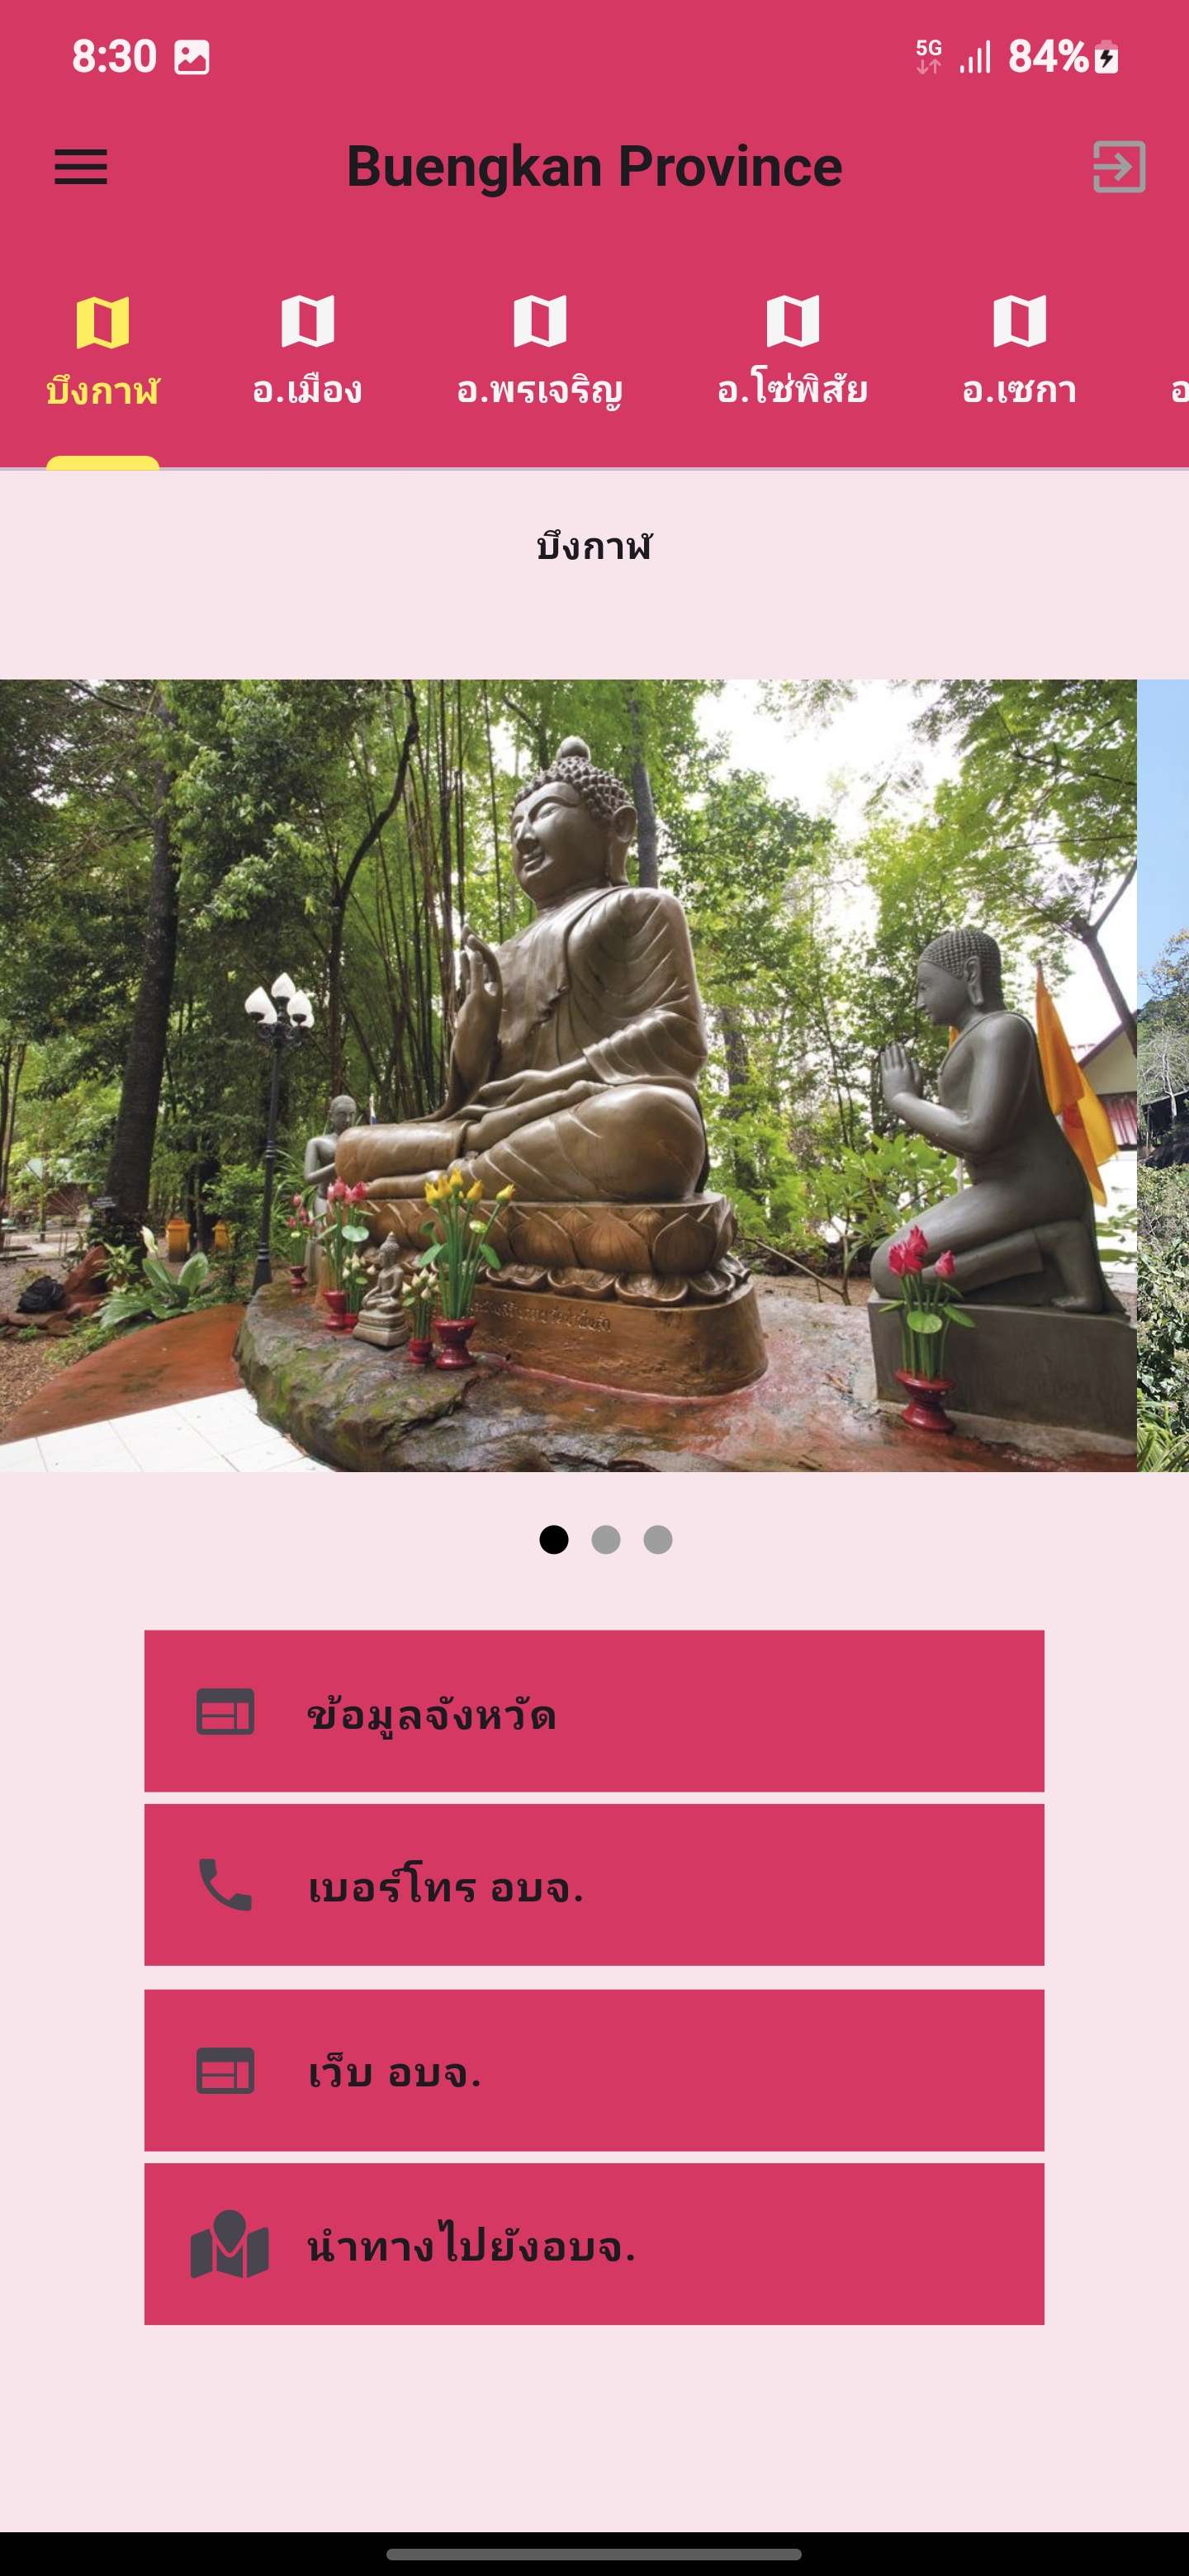 8:30 5G 84%
Buengkan Province
บึงกาฬ อ.เมือง อ.พรเจริญ อ.โซ่พิสัย อ.เซกา อ
บึงกาฬ
ข้อมูลจังหวัด
เบอร์โทร อบจ.
เว็บ อบจ.
นำทางไปยังอบจ.